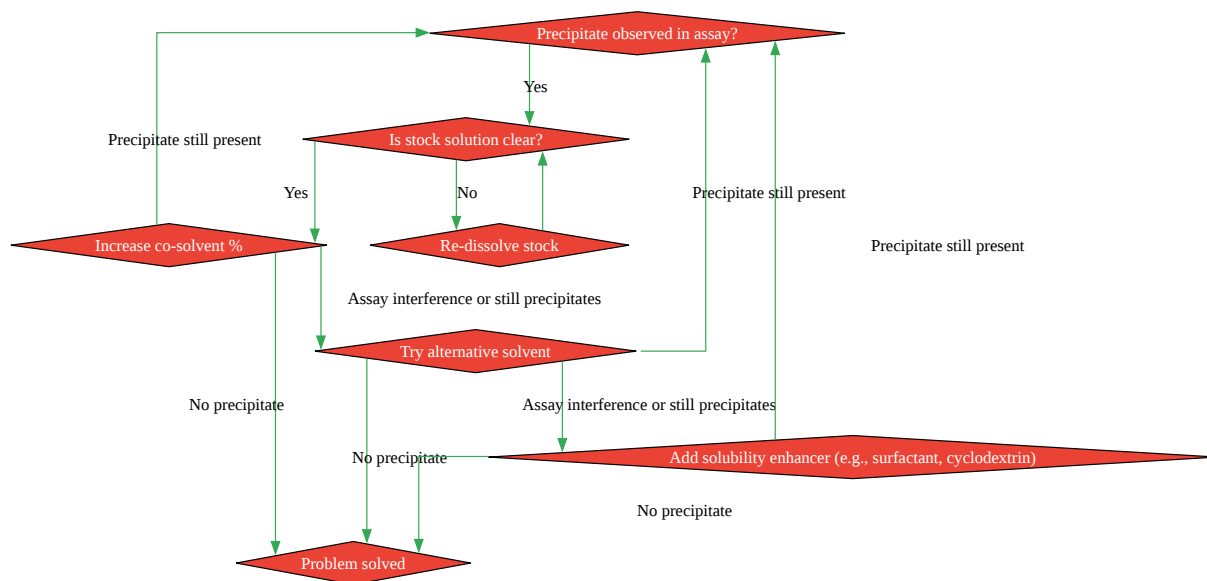 Precipitate observed in assay?
Yes
Is stock solution clear?
Precipitate still present
Yes
No
Precipitate still present
Increase co-solvent %
Re-dissolve stock
Precipitate still present
Assay interference or still precipitates
Try alternative solvent
No precipitate
Assay interference or still precipitates
No precipitate
Add solubility enhancer (e.g., surfactant, cyclodextrin)
No precipitate
Problem solved